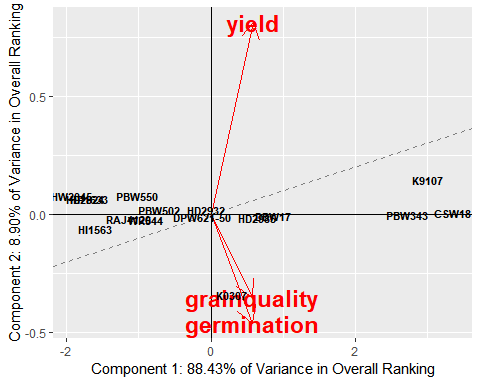 yield
0.5
K9107
HW2045
PBW550
PBW502
HD2932
CSW18
PBW343
0.0
RAJ4120
WR544
DPW621-50
HD2985
PBW17
HI1563
K0307
grainquality
germination
-0.5
-2
0
2
Component 1: 88.43% of Variance in Overall Ranking
Component 2: 8.90% of Variance in Overall Ranking